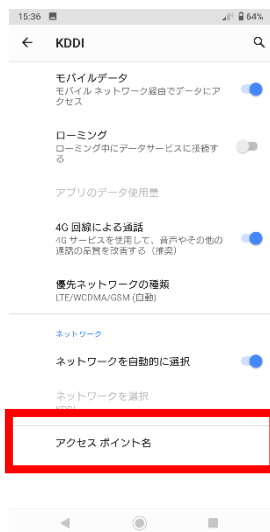 15:36 64%
KDDI
モバイルデータ
モバイル ネットワーク経由でデータにア
クセス
ローミング
ローミング中にデータサービスに接続す
る
アプリのデータ使用量
4G 回線による通話
4G サービスを使用して、音声やその他の
通話の品質を改善する（推奨）
優先ネットワークの種類
LTE/WCDMA/GSM (自動)
ネットワーク
ネットワークを自動的に選択
ネットワークを選択
KDDI
アクセス ポイント名